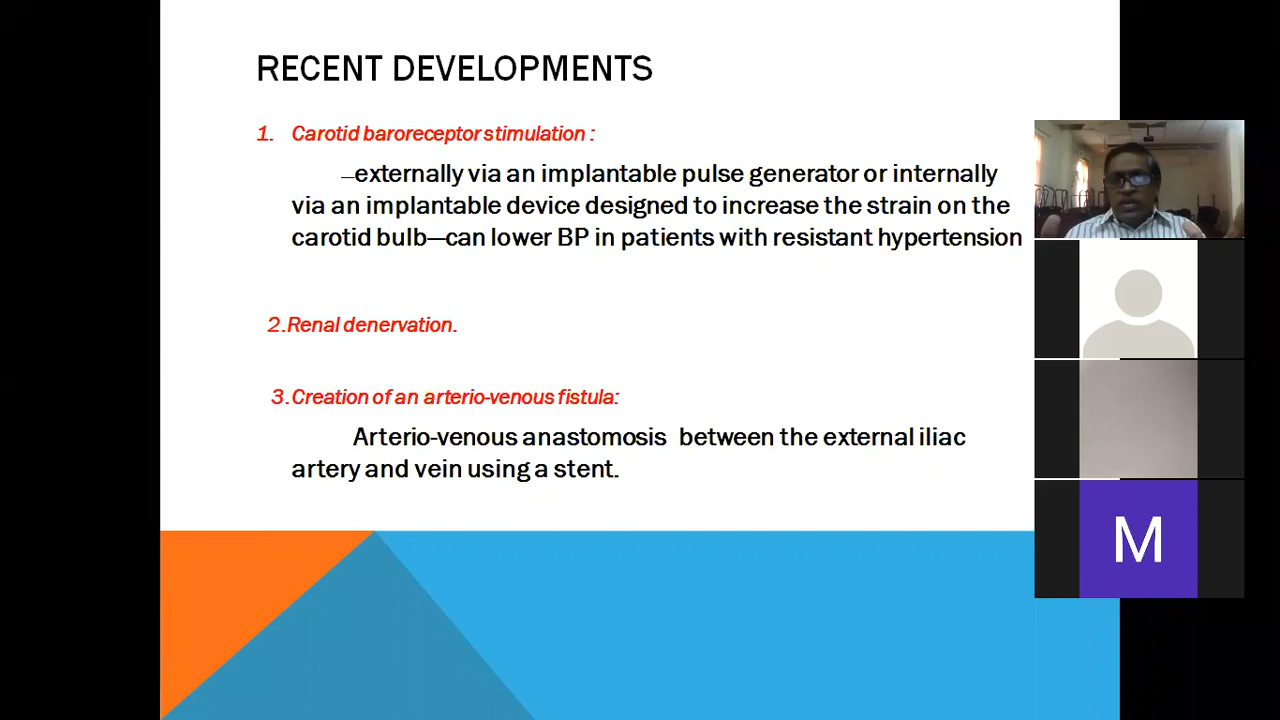 RECENT DEVELOPMENTS
1. Carotid baroreceptor stimulation :
—externally via an implantable pulse generator or internally
via an implantable device designed to increase the strain on the
carotid bulb—can lower BP in patients with resistant hypertension
2.Renal denervation.
3.Creation of an arterio-venous fistula:
Arterio-venous anastomosis between the external iliac
artery and vein using a stent.
M